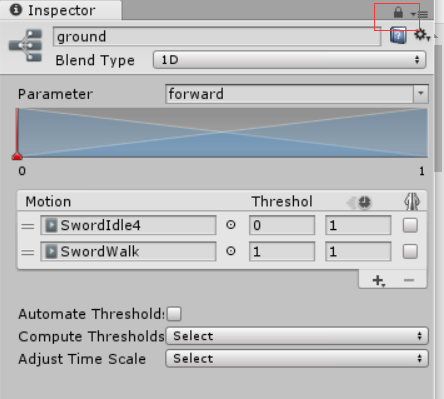 Inspector
ground
Blend Type 1D
Parameter forward
0 1
Motion Threshol
SwordIdle4 0 1
SwordWalk 1 1
+ -
Automate Threshold:
Compute Thresholds Select
Adjust Time Scale Select